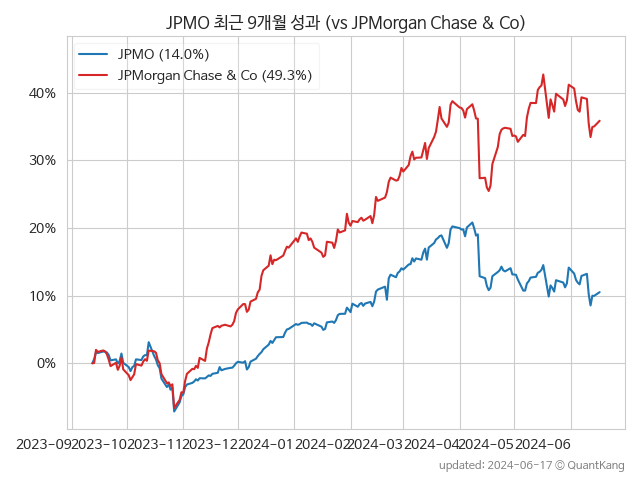 JPMO 최근 9개월 성과 (vs JPMorgan Chase & Co)
JPMO (14.0%)
JPMorgan Chase & Co (49.3%)
40%
30%
20%
10%
0%
2023-09 2023-10 2023-11 2023-12 2024-01 2024-02 2024-03 2024-04 2024-05 2024-06
updated: 2024-06-17 © QuantKang